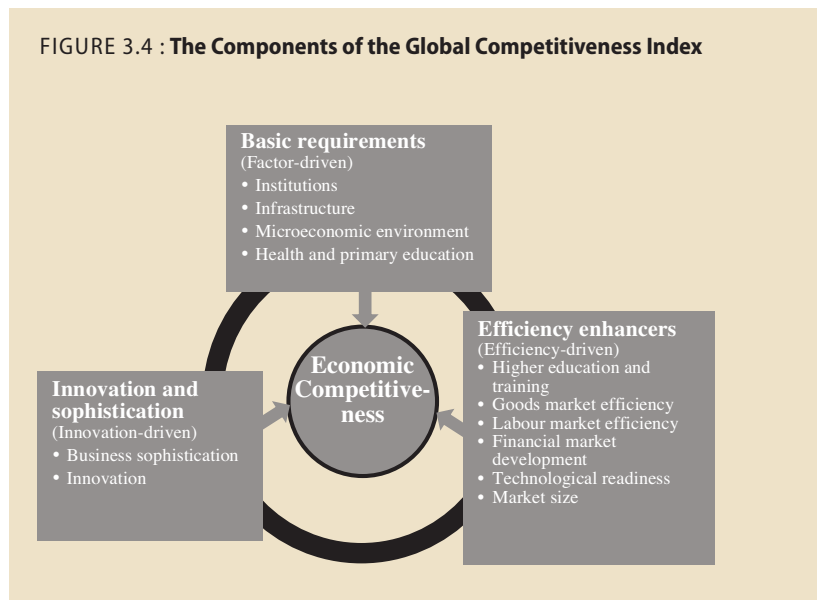 FIGURE 3.4 : The Components of the Global Competitiveness Index
Basic requirements
(Factor-driven)
• Institutions
• Infrastructure
• Microeconomic environment
• Health and primary education
Economic
Competitive-
ness
Efficiency enhancers
(Efficiency-driven)
• Higher education and
training
• Goods market efficiency
• Labour market efficiency
• Financial market
development
• Technological readiness
• Market size
Innovation and
sophistication
(Innovation-driven)
• Business sophistication
• Innovation